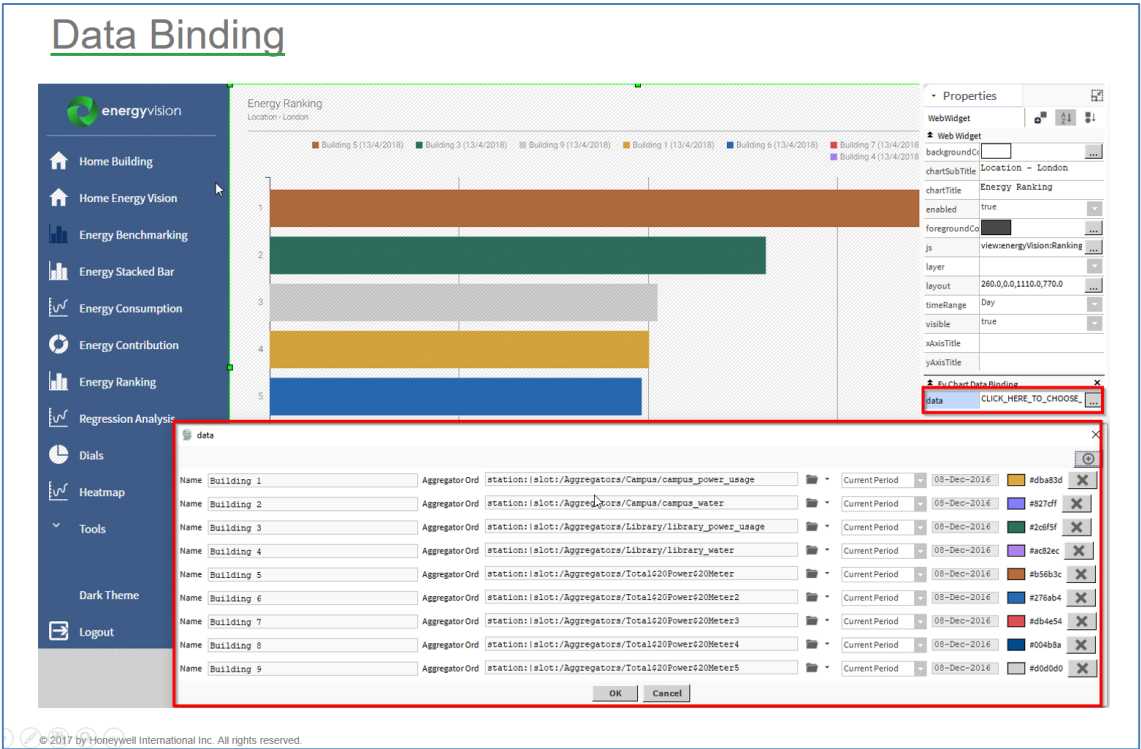 Data Binding
energyvision
Home Building
Home Energy Vision
Energy Benchmarking
Energy Stacked Bar
Energy Consumption
Energy Contribution
Energy Ranking
Regression Analysis
Dials
Heatmap
Tools
Dark Theme
Logout
Energy Ranking
Location - London
Building 5 (13/4/2018) Building 3 (13/4/2018) Building 9 (13/4/2018) Building 1 (13/4/2018) Building 6 (13/4/2018) Building 7 (13/4/2018
Building 4 (13/4/2018
1
2
3
4
5
Properties
WebWidget
Web Widget
backgroundCo ...
chartSubTitle Location - London
chartTitle Energy Ranking
enabled true
foregroundCo ...
js view:energyVision:Ranking ...
layer
layout 260.0,0.0,1110.0,770.0 ...
timeRange Day
visible true
xAxisTitle
yAxisTitle
Ev Chart Data Binding
data CLICK_HERE_TO_CHOOSE_ ...
data
Name Building 1 Aggregator Ord station:|slot:/Aggregators/Campus/campus_power_usage Current Period 08-Dec-2016 #dba83d
Name Building 2 Aggregator Ord station:|slot:/Aggregators/Campus/campus_water Current Period 08-Dec-2016 #827cff
Name Building 3 Aggregator Ord station:|slot:/Aggregators/Library/library_power_usage Current Period 08-Dec-2016 #2c6f5f
Name Building 4 Aggregator Ord station:|slot:/Aggregators/Library/library_water Current Period 08-Dec-2016 #ac82ec
Name Building 5 Aggregator Ord station:|slot:/Aggregators/Total$20Power$20Meter Current Period 08-Dec-2016 #b56b3c
Name Building 6 Aggregator Ord station:|slot:/Aggregators/Total$20Power$20Meter2 Current Period 08-Dec-2016 #276ab4
Name Building 7 Aggregator Ord station:|slot:/Aggregators/Total$20Power$20Meter3 Current Period 08-Dec-2016 #db4e54
Name Building 8 Aggregator Ord station:|slot:/Aggregators/Total$20Power$20Meter4 Current Period 08-Dec-2016 #004b8a
Name Building 9 Aggregator Ord station:|slot:/Aggregators/Total$20Power$20Meter5 Current Period 08-Dec-2016 #d0d0d0
OK Cancel
© 2017 by Honeywell International Inc. All rights reserved.